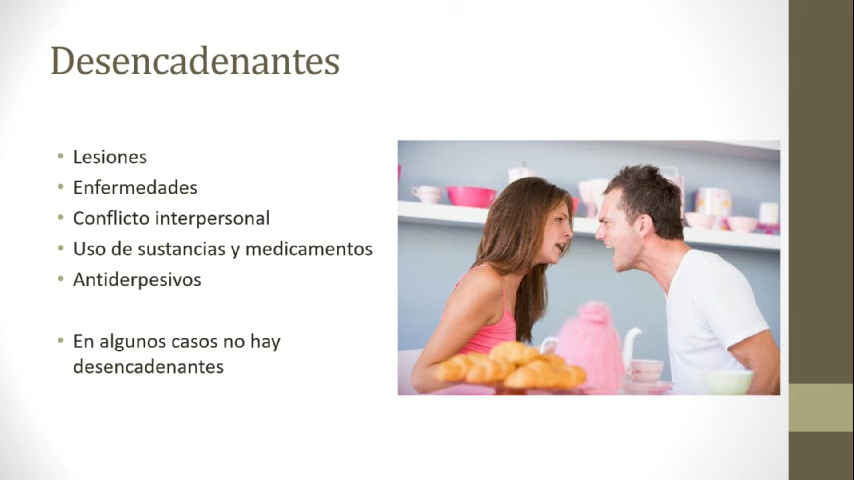 Desencadenantes
• Lesiones
• Enfermedades
• Conflicto interpersonal
• Uso de sustancias y medicamentos
• Antiderpesivos
• En algunos casos no hay
desencadenantes